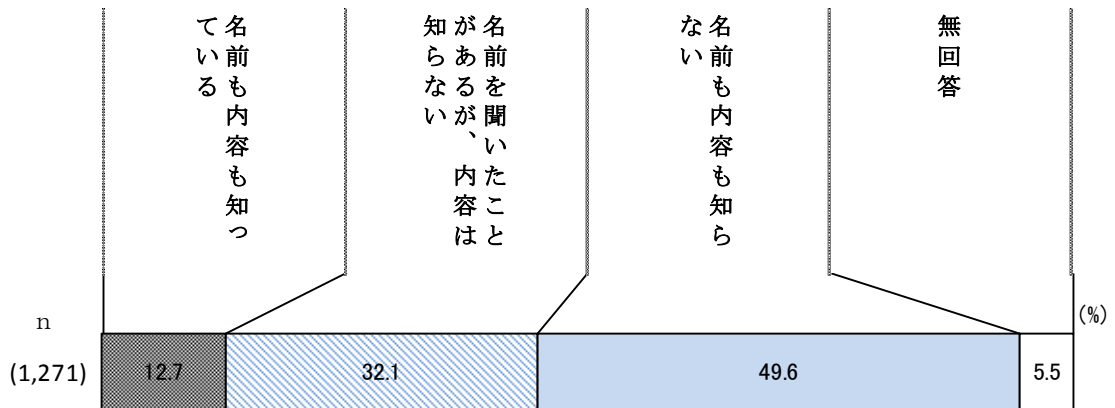 名前も内容も知っ
ている
名前を聞いたこと
があるが、内容は
知らない
名前も内容も知ら
ない
無回答
n
(%)
(1,271)
12.7
32.1
49.6
5.5